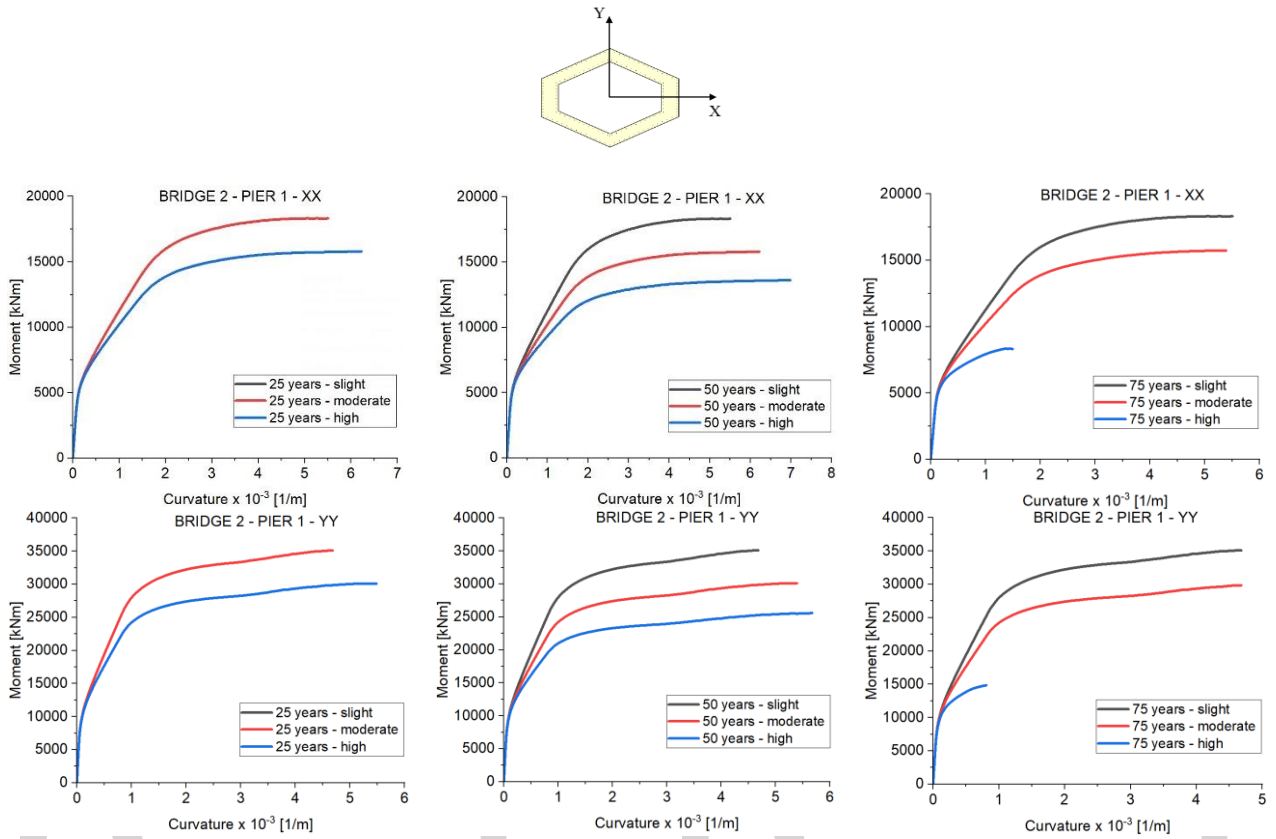 Y
X
BRIDGE 2 - PIER 1 - XX
20000
15000
10000
5000
0
Moment [kNm]
25 years - slight
25 years - moderate
25 years - high
0 1 2 3 4 5 6 7
Curvature x 10⁻³ [1/m]
BRIDGE 2 - PIER 1 - XX
20000
15000
10000
5000
0
Moment [kNm]
50 years - slight
50 years - moderate
50 years - high
0 1 2 3 4 5 6 7 8
Curvature x 10⁻³ [1/m]
BRIDGE 2 - PIER 1 - XX
20000
15000
10000
5000
0
Moment [kNm]
75 years - slight
75 years - moderate
75 years - high
0 1 2 3 4 5 6
Curvature x 10⁻³ [1/m]
BRIDGE 2 - PIER 1 - YY
40000
35000
30000
25000
20000
15000
10000
5000
0
Moment [kNm]
25 years - slight
25 years - moderate
25 years - high
0 1 2 3 4 5 6
Curvature x 10⁻³ [1/m]
BRIDGE 2 - PIER 1 - YY
40000
35000
30000
25000
20000
15000
10000
5000
0
Moment [kNm]
50 years - slight
50 years - moderate
50 years - high
0 1 2 3 4 5 6
Curvature x 10⁻³ [1/m]
BRIDGE 2 - PIER 1 - YY
40000
35000
30000
25000
20000
15000
10000
5000
0
Moment [kNm]
75 years - slight
75 years - moderate
75 years - high
0 1 2 3 4 5
Curvature x 10⁻³ [1/m]